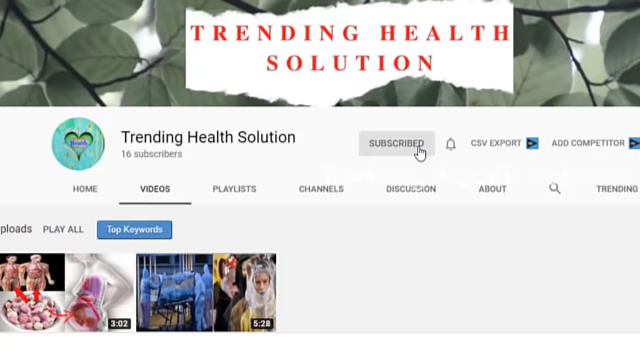 TRENDING HEALTH
SOLUTION
Health
Trending Health Solution
16 subscribers
SUBSCRIBED
CSV EXPORT
ADD COMPETITOR
HOME
VIDEOS
PLAYLISTS
CHANNELS
DISCUSSION
ABOUT
TRENDING
ploads
PLAY ALL
Top Keywords
3:02
5:28